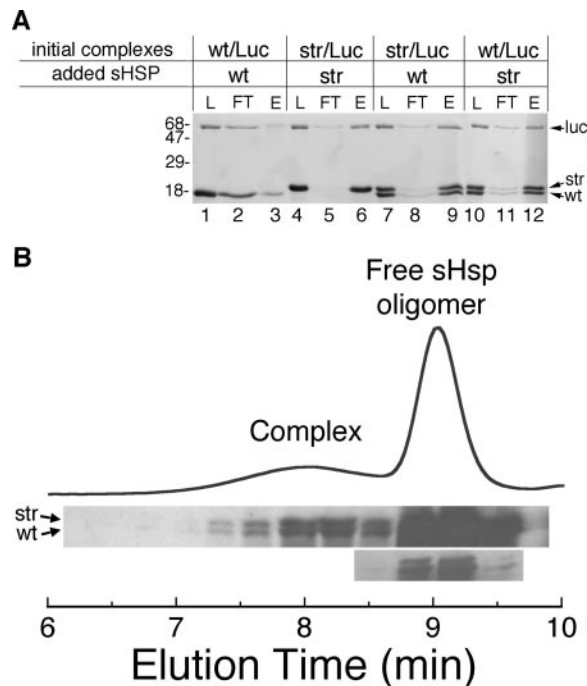 A
initial complexes wt/Luc str/Luc str/Luc wt/Luc
added sHSP wt str wt str
L FT E L FT E L FT E L FT E
68-
47-
29-
18-
luc
str
wt
1 2 3 4 5 6 7 8 9 10 11 12
B
Free sHsp
oligomer
Complex
str
wt
6 7 8 9 10
Elution Time (min)